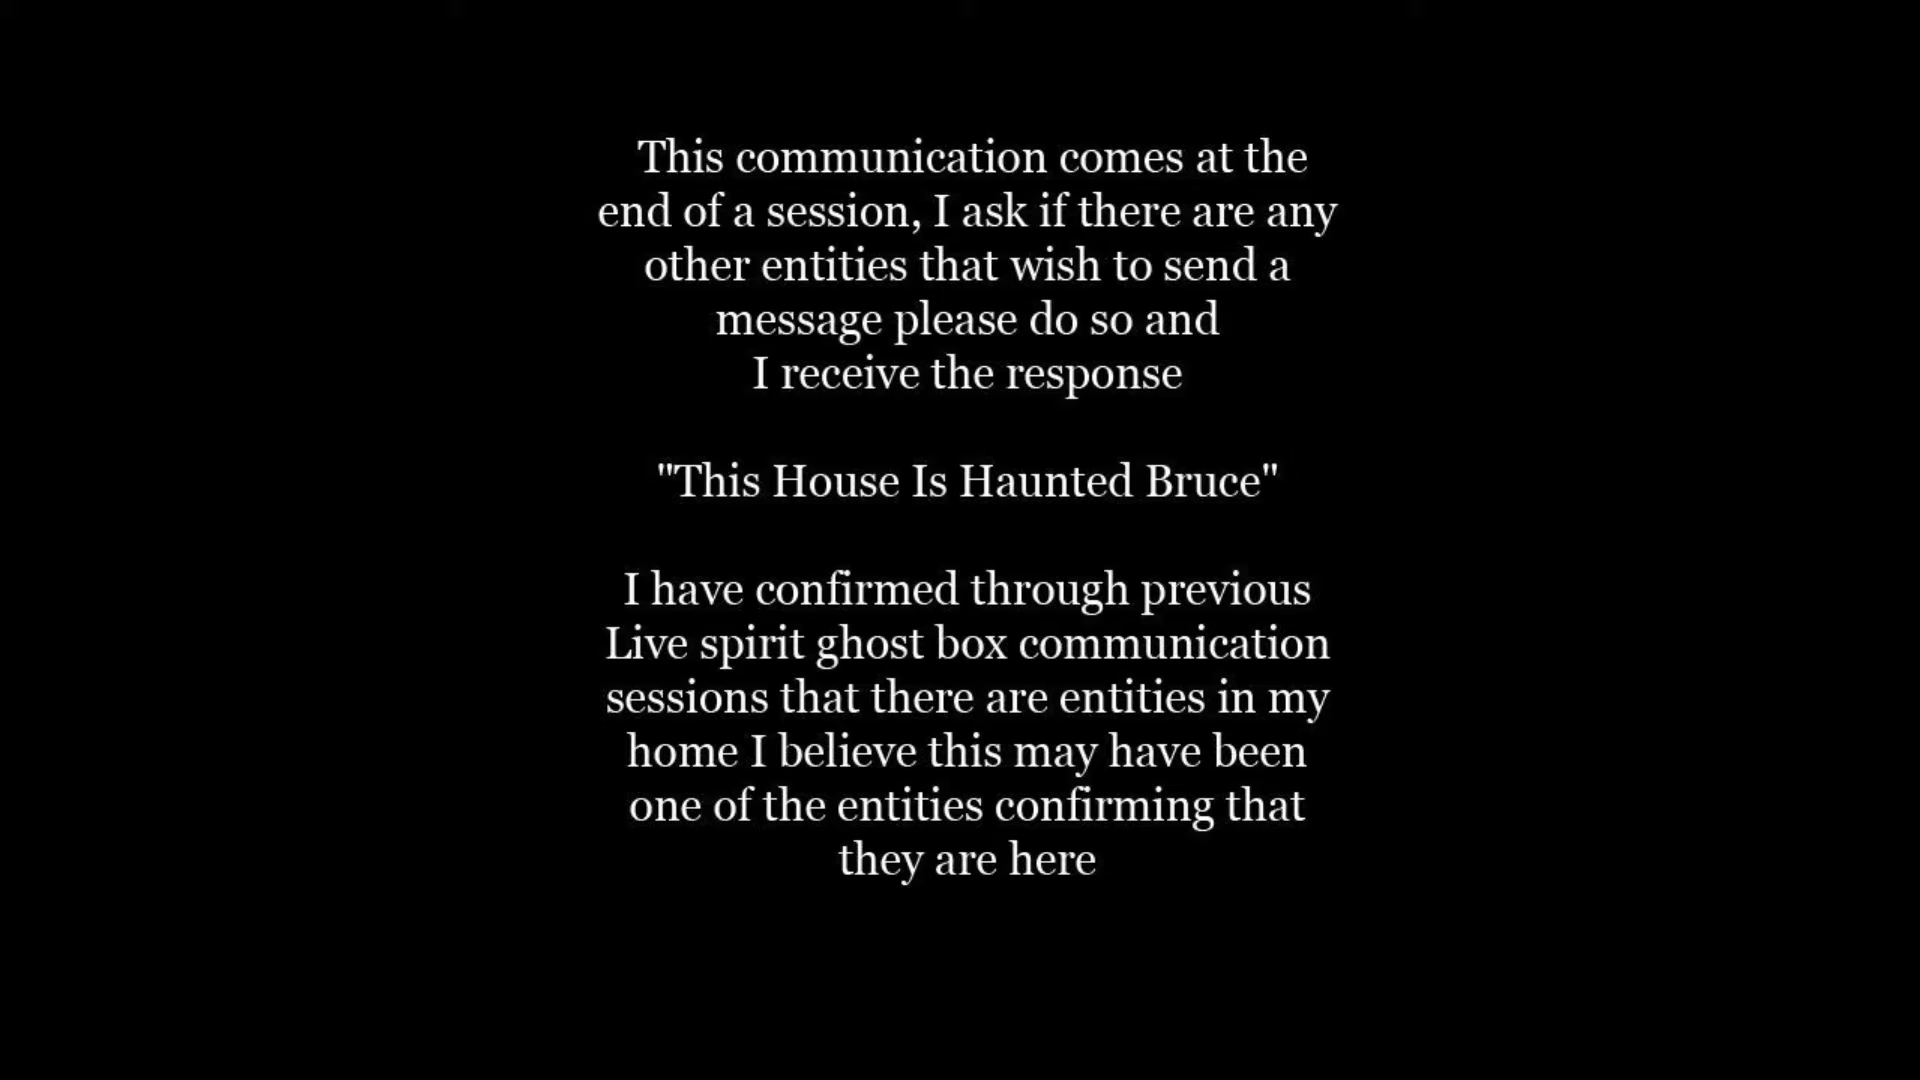 This communication comes at the
end of a session, I ask if there are any
other entities that wish to send a
message please do so and
I receive the response
"This House Is Haunted Bruce"
I have confirmed through previous
Live spirit ghost box communication
sessions that there are entities in my
home I believe this may have been
one of the entities confirming that
they are here